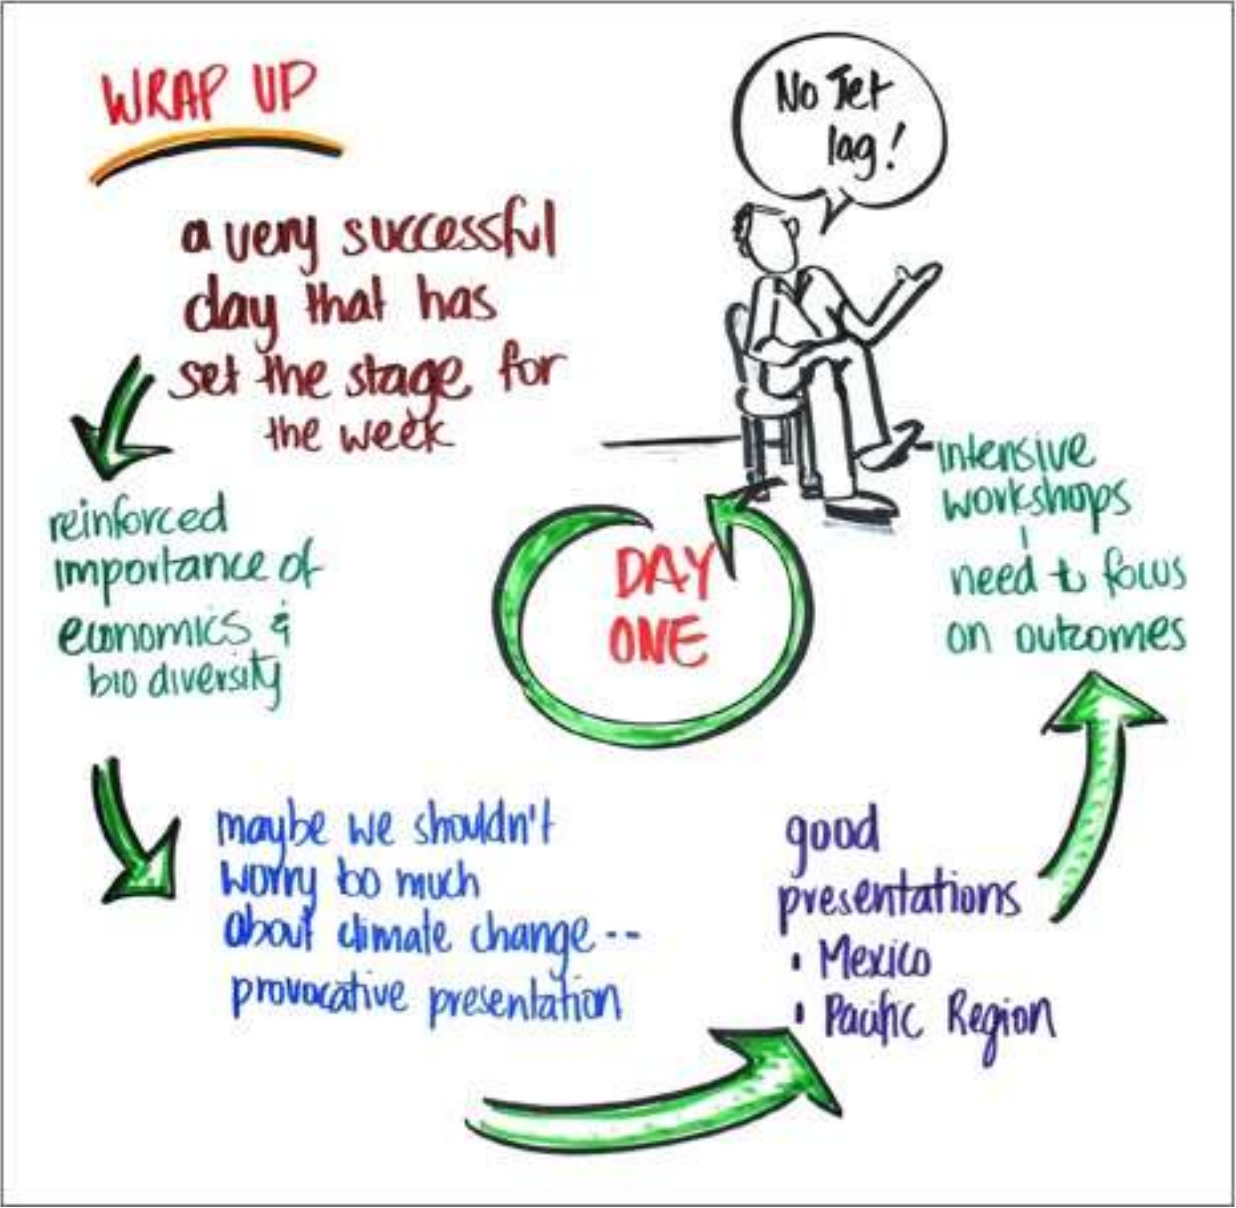 WRAP UP
No Jet
lag!
a very successful
day that has
set the stage for
the week
reinforced
importance of
economics &
bio diversity
maybe we shouldn't
worry too much
about climate change --
provocative presentation
good
presentations
• Mexico
• Pacific Region
intensive
workshops
need to focus
on outcomes
DAY
ONE